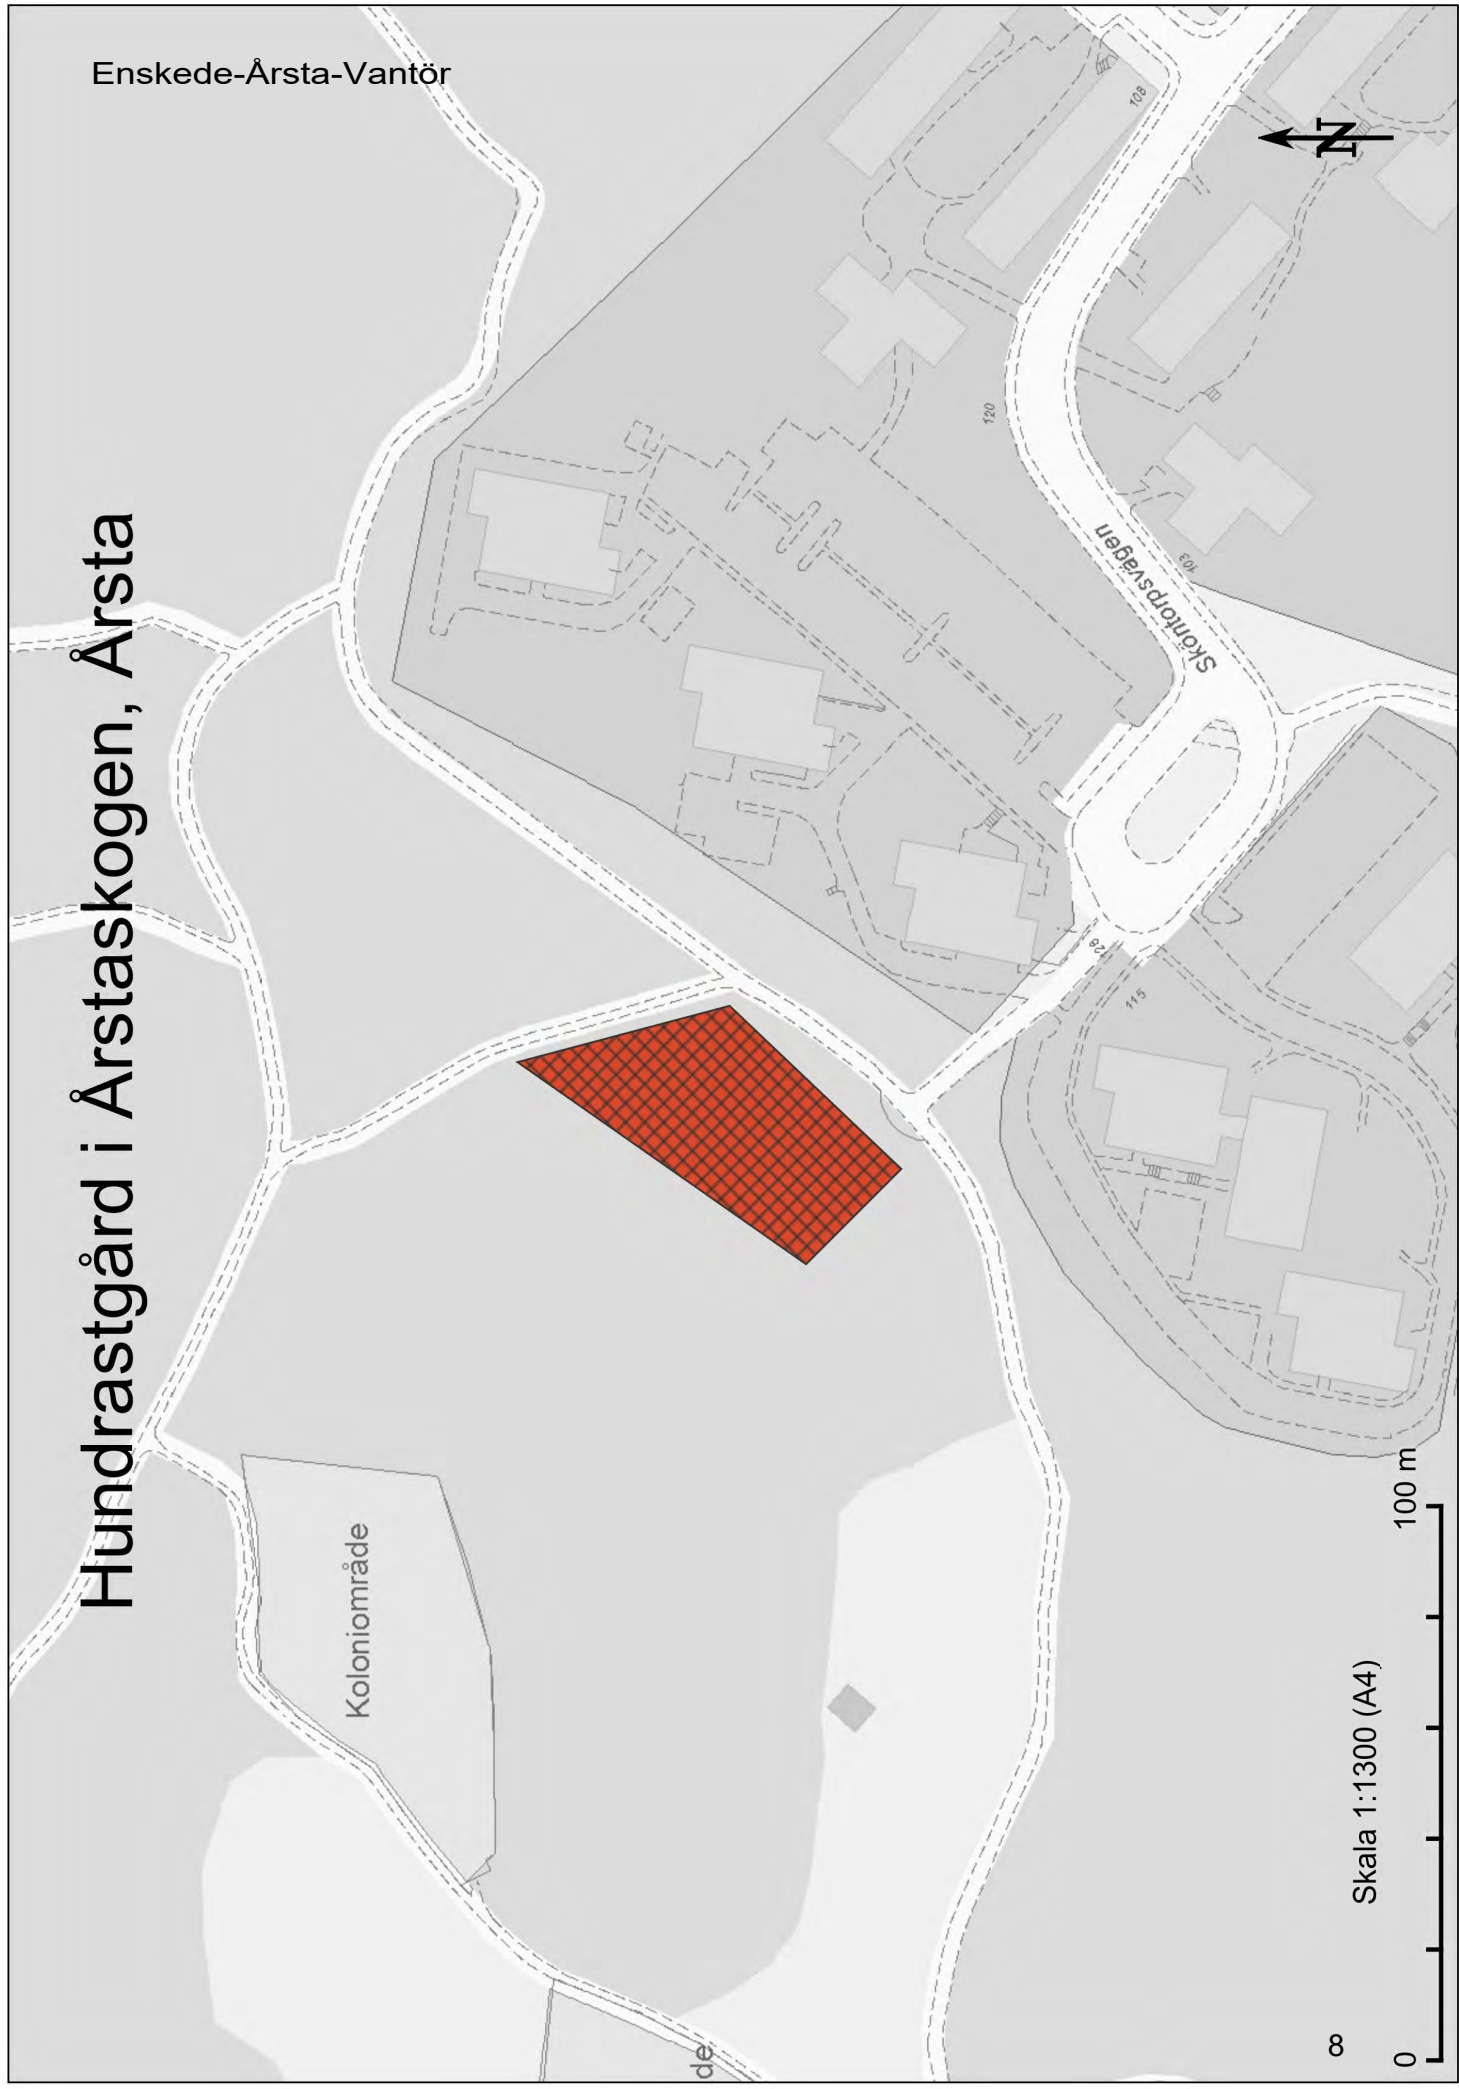 Enskede-Årsta-Vantör
Hundrastgård i Årstaskogen, Årsta
N
108
120
Sköntorpsvägen
103
128
115
Koloniområde
de
Skala 1:1300 (A4)
0
100 m
8